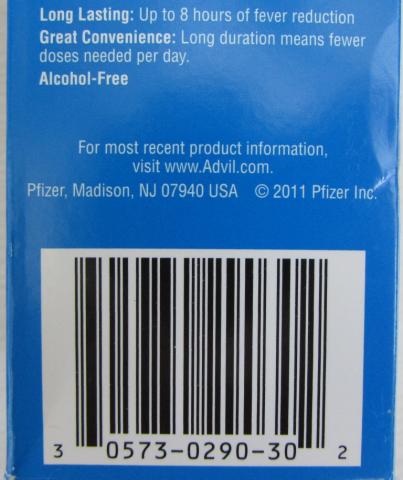 Long Lasting: Up to 8 hours of fever reduction
Great Convenience: Long duration means fewer
doses needed per day.
Alcohol-Free
For most recent product information,
visit www.Advil.com.
Pfizer, Madison, NJ 07940 USA © 2011 Pfizer Inc.
3 0573-0290-30 2